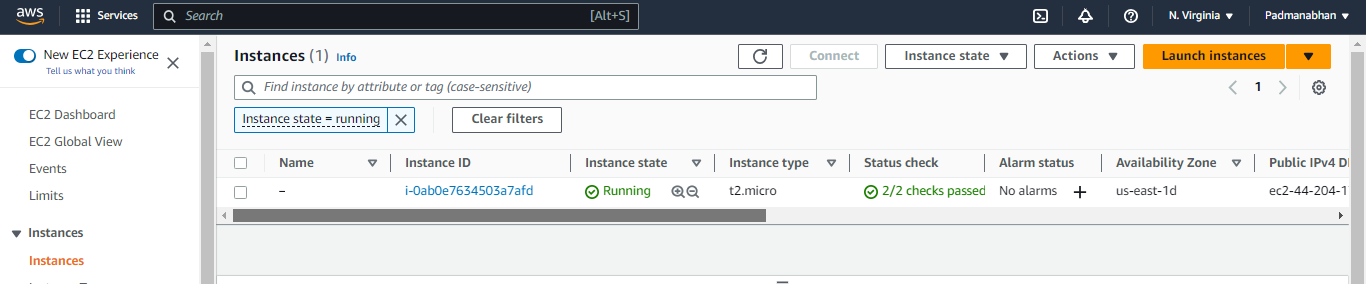 aws Services Search [Alt+S] N. Virginia Padmanabhan
New EC2 Experience
Tell us what you think
EC2 Dashboard
EC2 Global View
Events
Limits
Instances
Instances
Instances (1) Info Connect Instance state Actions Launch instances
Find instance by attribute or tag (case-sensitive) 1
Instance state = running Clear filters
Name Instance ID Instance state Instance type Status check Alarm status Availability Zone Public IPv4 D
– i-0ab0e7634503a7afd Running t2.micro 2/2 checks passed No alarms us-east-1d ec2-44-204-1